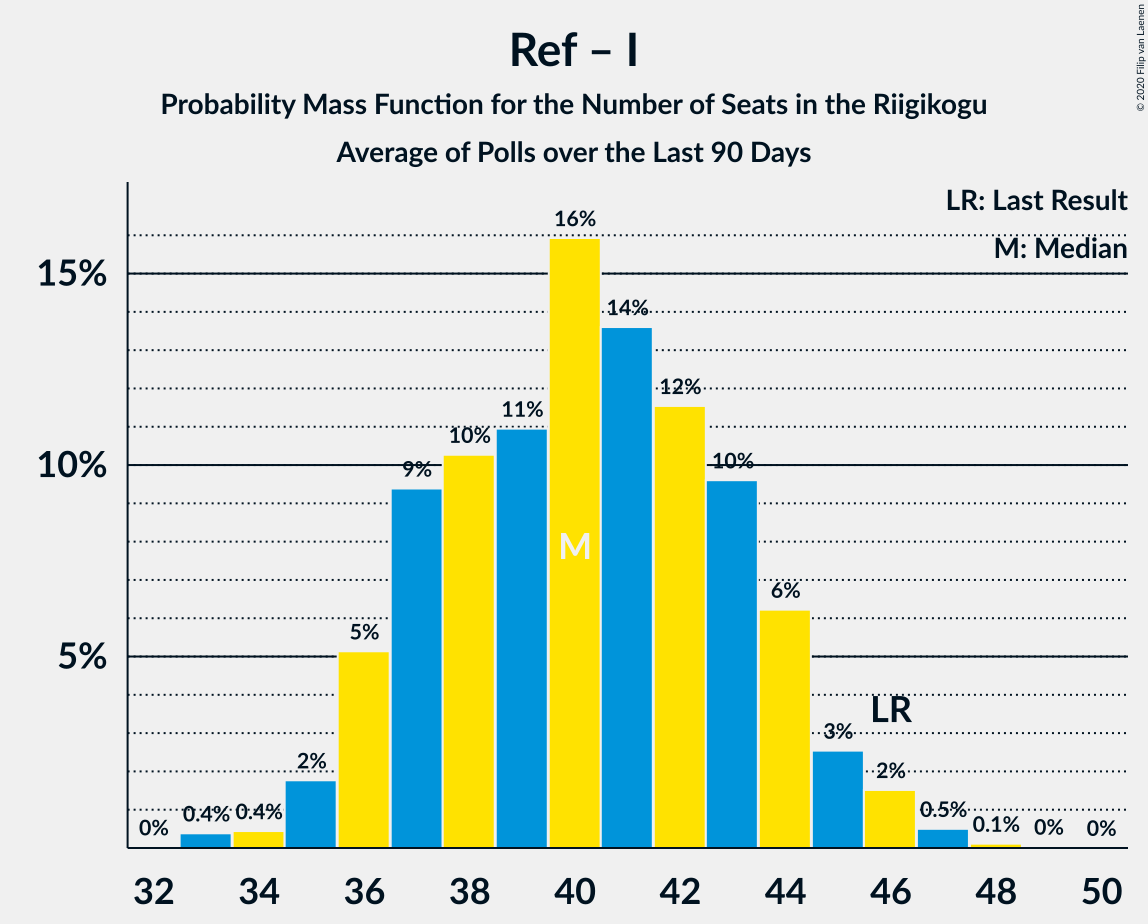 Ref – I
Probability Mass Function for the Number of Seats in the Riigikogu
Average of Polls over the Last 90 Days
© 2020 Filip van Laenen
LR: Last Result
M: Median
15%
10%
5%
0%
0.4%
0.4%
2%
5%
9%
10%
11%
16%
14%
12%
10%
6%
3%
2%
0.5%
0.1%
0%
0%
M
LR
32 34 36 38 40 42 44 46 48 50